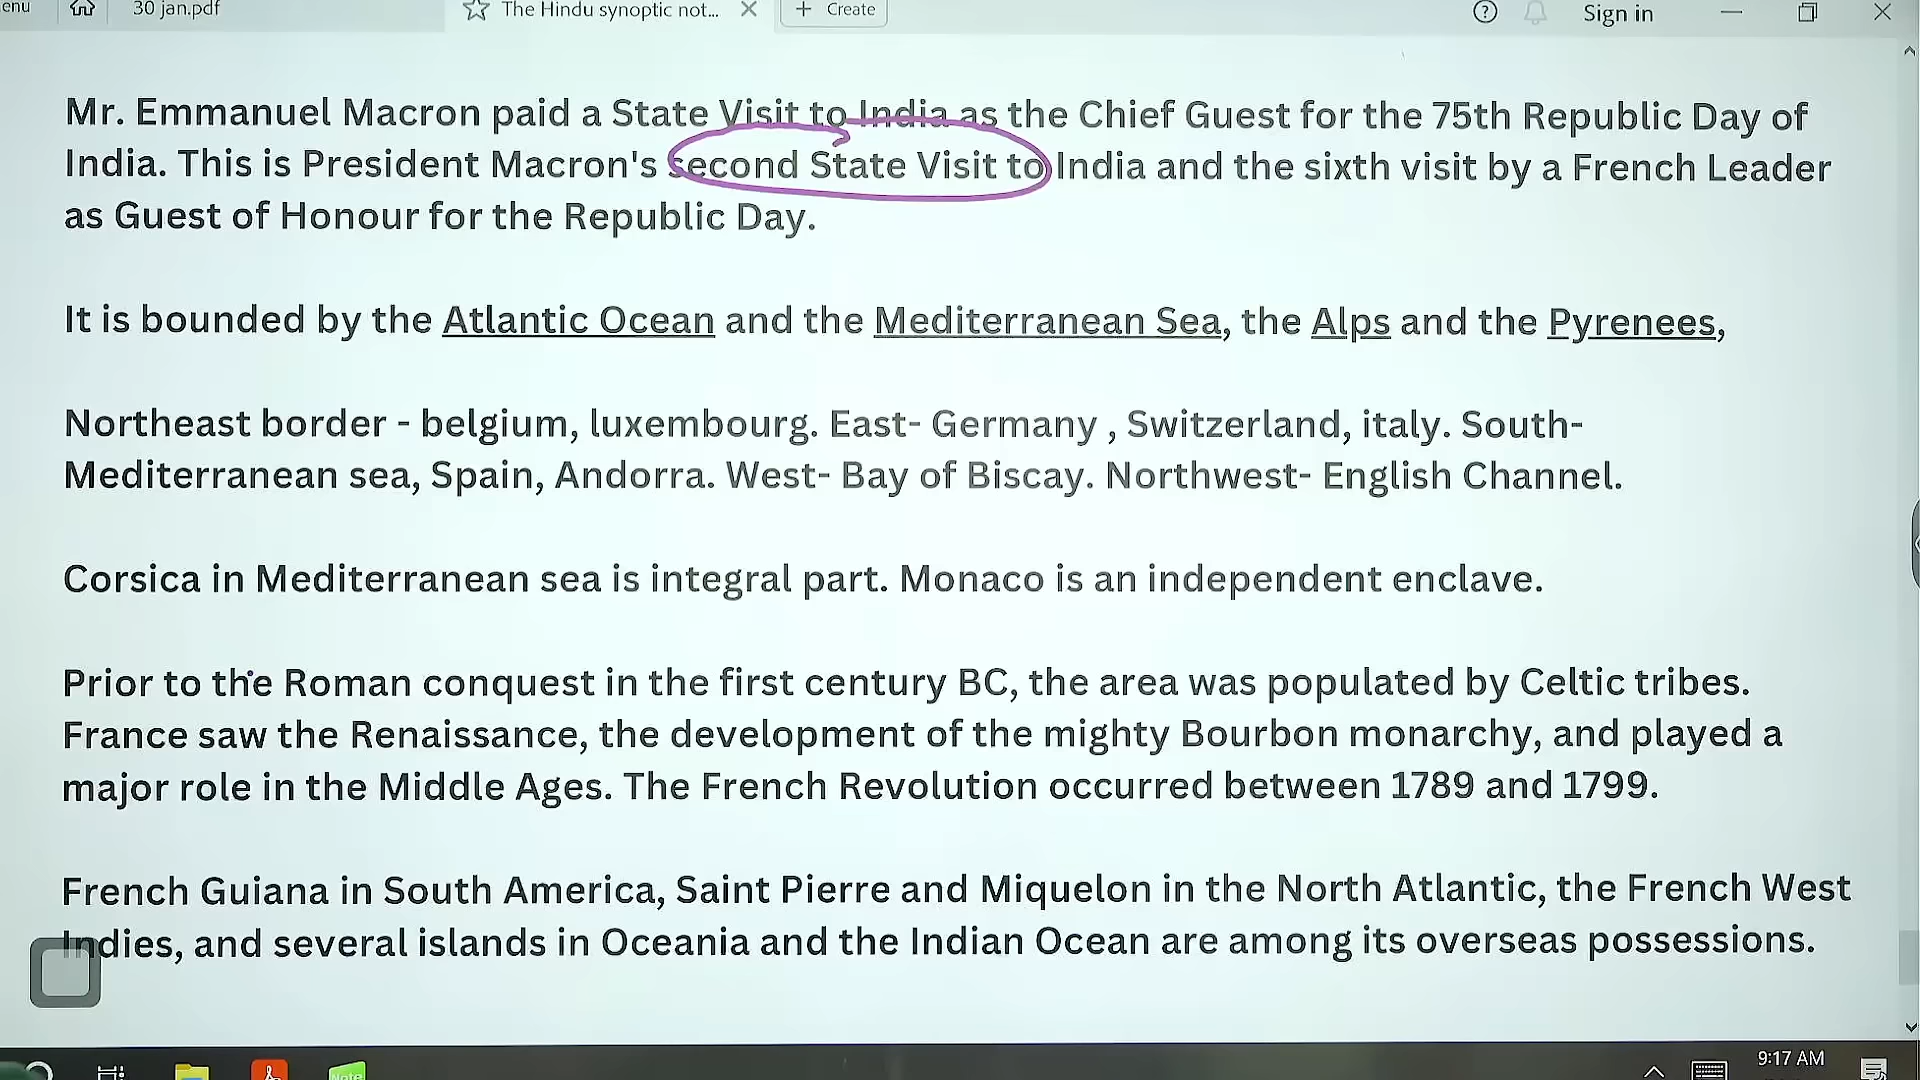 enu
30 jan.pdf
The Hindu synoptic not...
Create
Sign in
Mr. Emmanuel Macron paid a State Visit to India as the Chief Guest for the 75th Republic Day of
India. This is President Macron's second State Visit to India and the sixth visit by a French Leader
as Guest of Honour for the Republic Day.
It is bounded by the Atlantic Ocean and the Mediterranean Sea, the Alps and the Pyrenees,
Northeast border - belgium, luxembourg. East- Germany , Switzerland, italy. South-
Mediterranean sea, Spain, Andorra. West- Bay of Biscay. Northwest- English Channel.
Corsica in Mediterranean sea is integral part. Monaco is an independent enclave.
Prior to the Roman conquest in the first century BC, the area was populated by Celtic tribes.
France saw the Renaissance, the development of the mighty Bourbon monarchy, and played a
major role in the Middle Ages. The French Revolution occurred between 1789 and 1799.
French Guiana in South America, Saint Pierre and Miquelon in the North Atlantic, the French West
Indies, and several islands in Oceania and the Indian Ocean are among its overseas possessions.
Note
9:17 AM